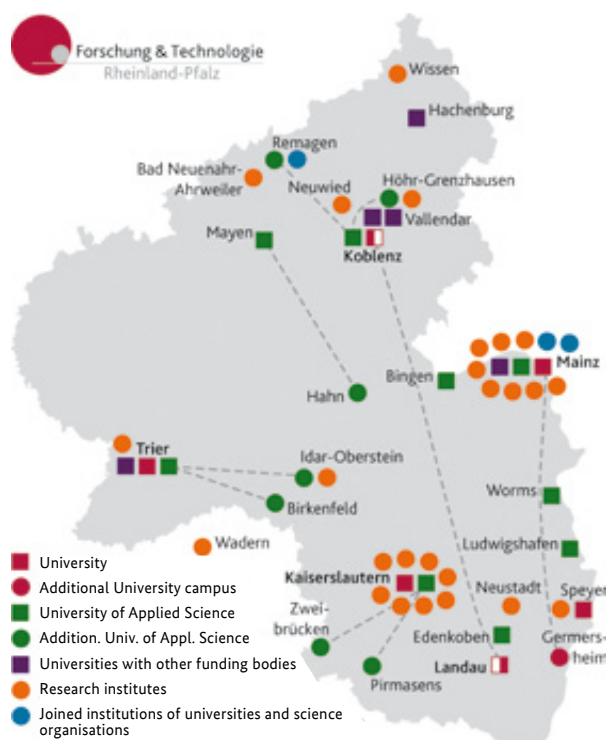 Forschung & Technologie
Rheinland-Pfalz
Wissen
Hachenburg
Remagen
Bad Neuenahr-
Ahrweiler
Neuwied
Höhr-Grenzhausen
Vallendar
Mayen
Koblenz
Mainz
Bingen
Hahn
Trier
Idar-Oberstein
Birkenfeld
Worms
Wadern
Ludwigshafen
Kaiserslautern
Neustadt
Speyer
Zwei-
brücken
Edenkoben
Germers-
heim
Landau
Pirmasens
University
Additional University campus
University of Applied Science
Addition. Univ. of Appl. Science
Universities with other funding bodies
Research institutes
Joined institutions of universities and science
organisations